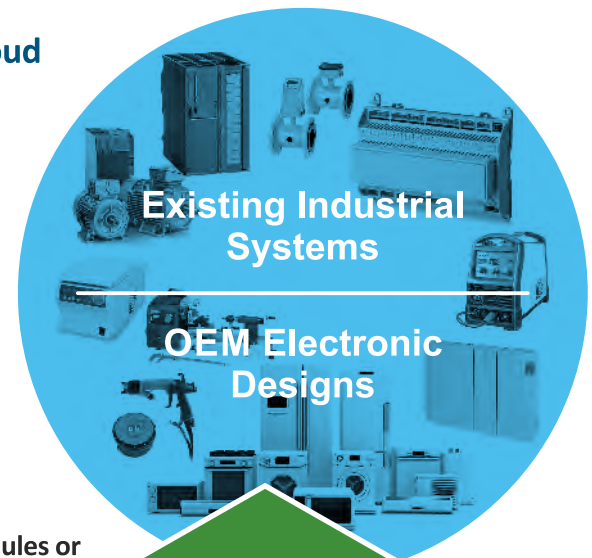 oud
Existing Industrial
Systems
OEM Electronic
Designs
ules or